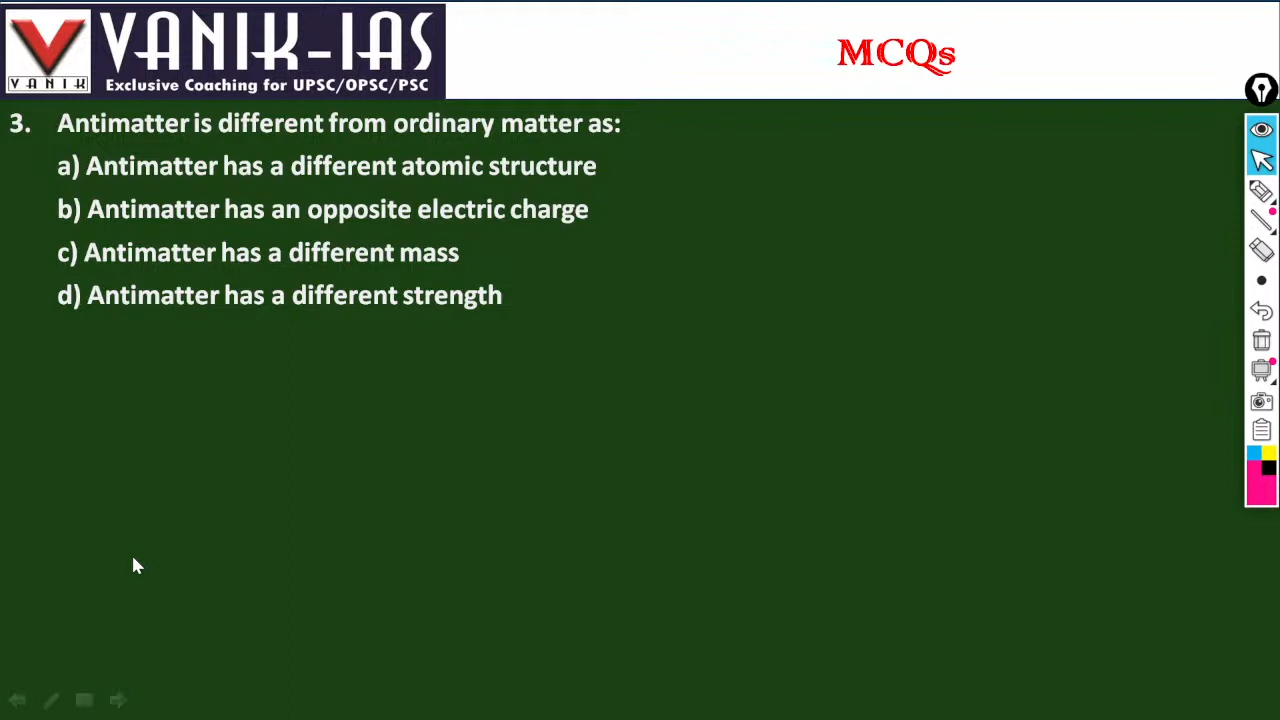 VANIK-IAS
VANIK
Exclusive Coaching for UPSC/OPSC/PSC
MCQs
3. Antimatter is different from ordinary matter as:
a) Antimatter has a different atomic structure
b) Antimatter has an opposite electric charge
c) Antimatter has a different mass
d) Antimatter has a different strength